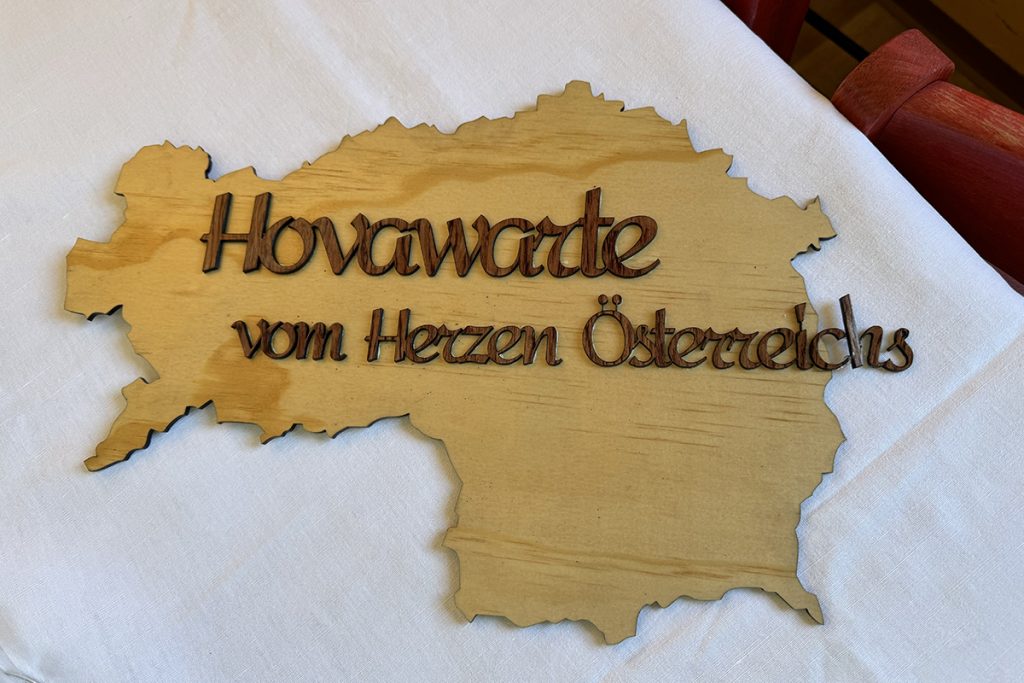 Hovawarte
vom Herzen Österreichs